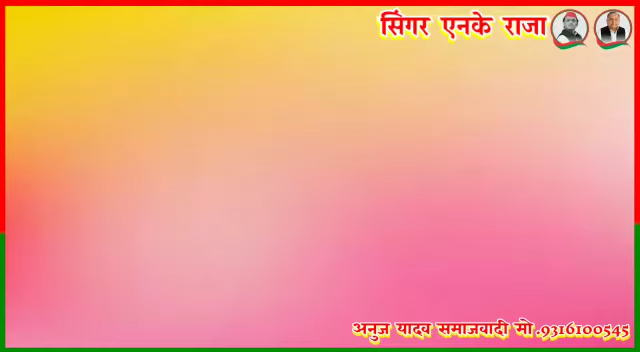 सिंगर एनके राजा
अनुज यादव समाजवादी मो.9316100545